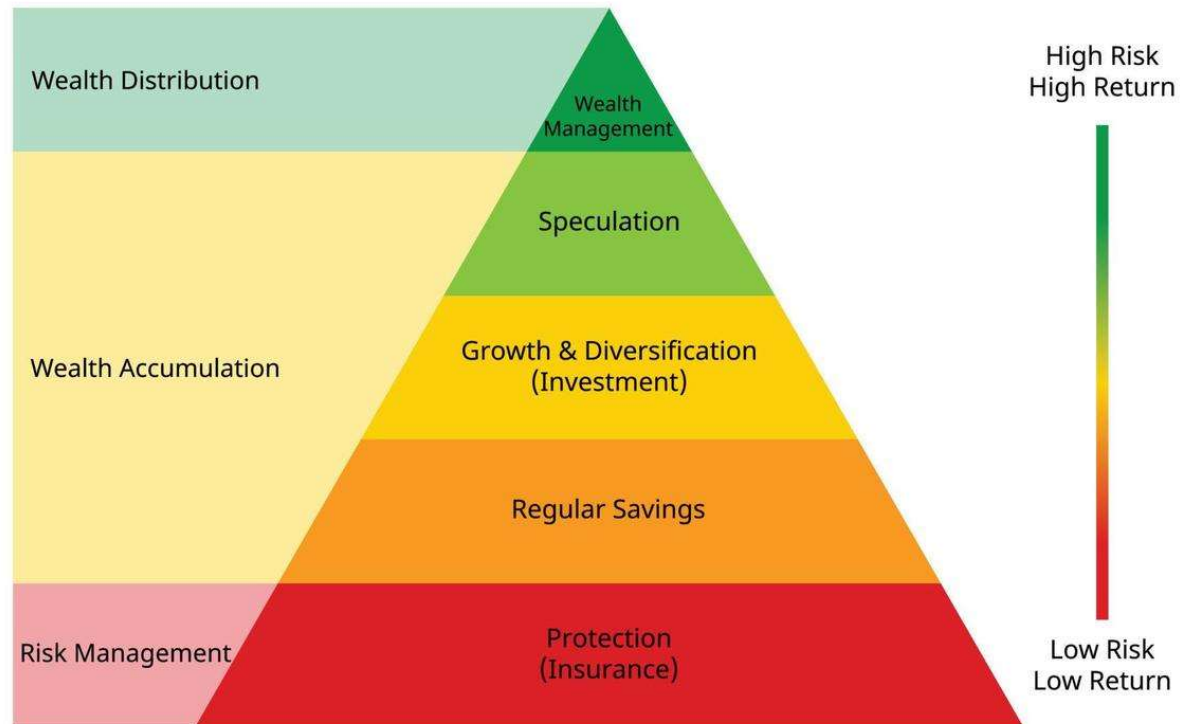 Wealth Distribution
Wealth
Management
High Risk
High Return
Speculation
Wealth Accumulation
Growth & Diversification
(Investment)
Regular Savings
Risk Management
Protection
(Insurance)
Low Risk
Low Return